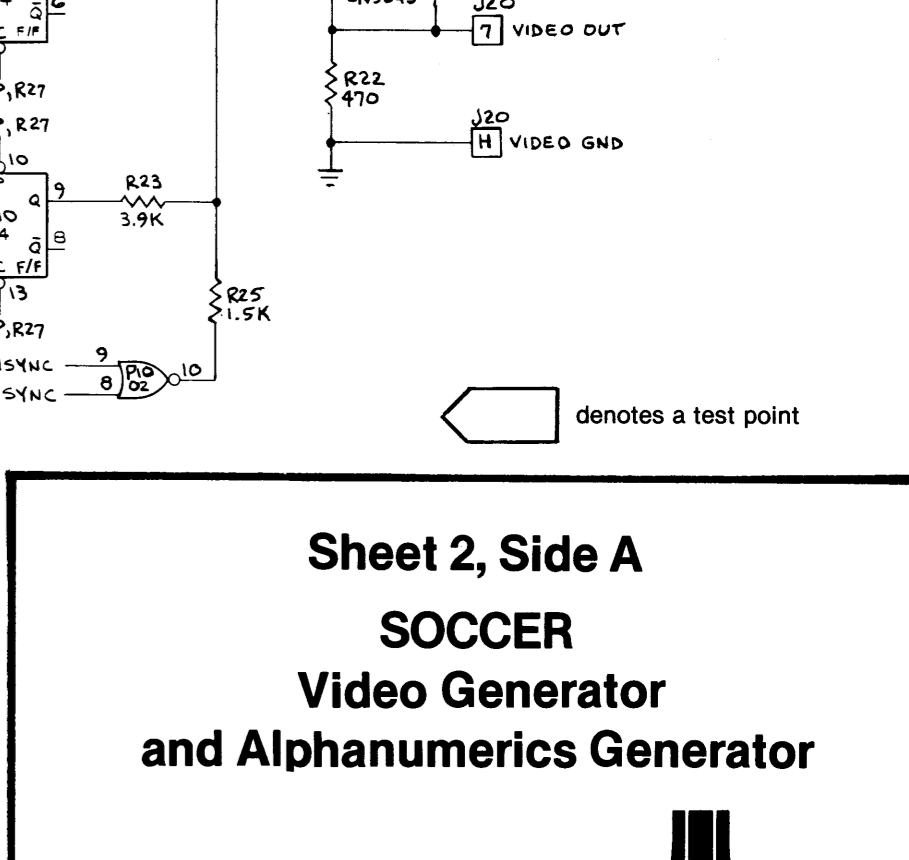 Q̅ 6
F/F
J20
7 VIDEO OUT
,R27
R22
470
,R27
J20
H VIDEO GND
10
R23
Q 9
3.9K
4
Q̅ 8
C F/F
13
R25
1.5K
,R27
SYNC 9
P10 10
SYNC 8 02
denotes a test point
Sheet 2, Side A
SOCCER
Video Generator
and Alphanumerics Generator